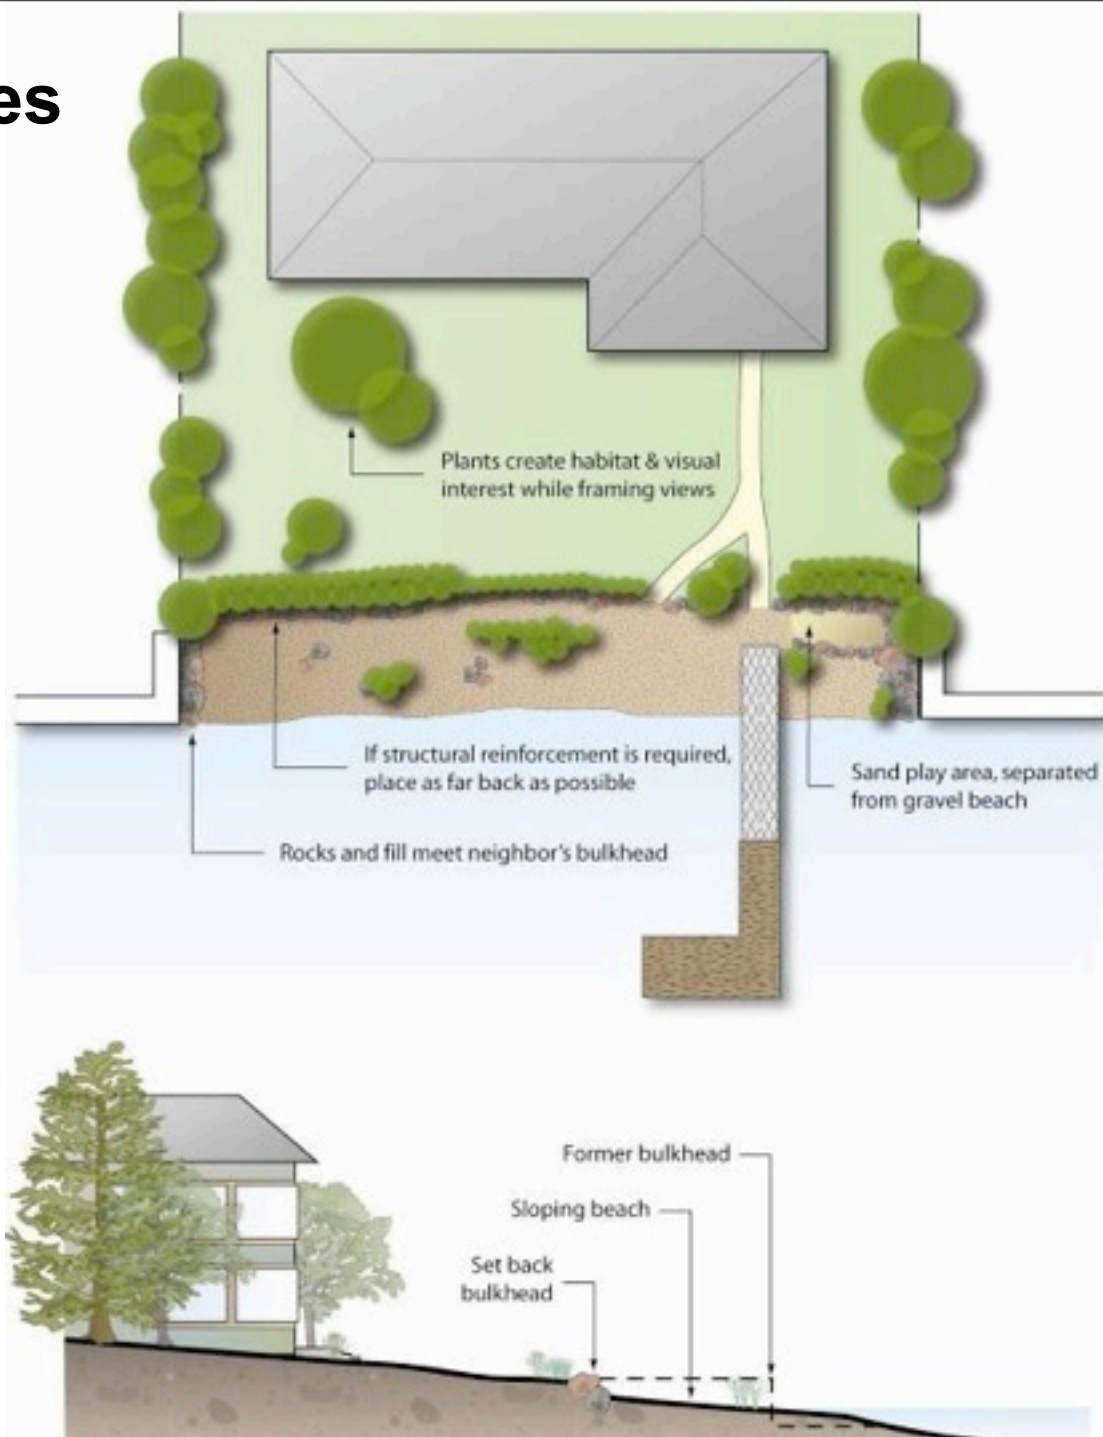 es
Plants create habitat & visual
interest while framing views
If structural reinforcement is required,
place as far back as possible
Sand play area, separated
from gravel beach
Rocks and fill meet neighbor's bulkhead
Former bulkhead
Sloping beach
Set back
bulkhead